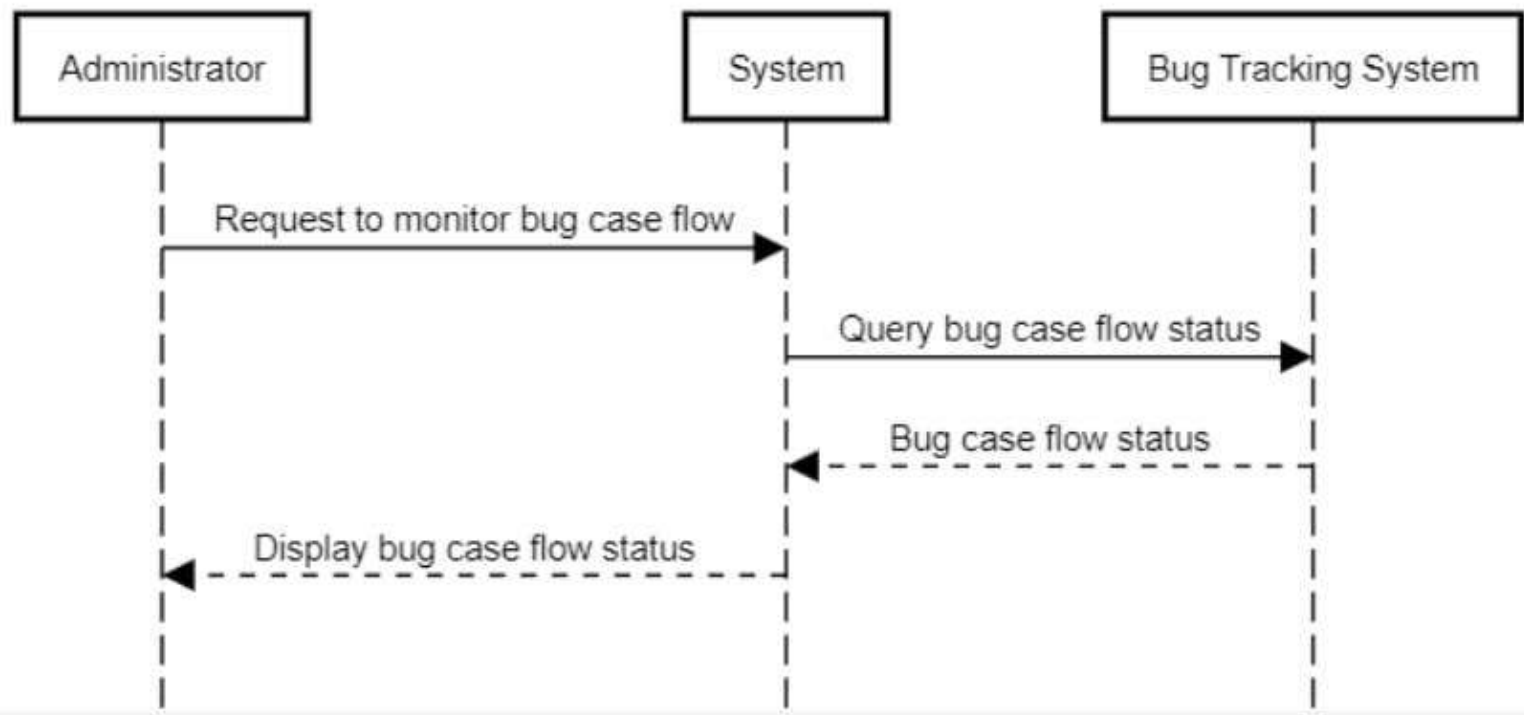 Administrator
System
Bug Tracking System
Request to monitor bug case flow
Query bug case flow status
Bug case flow status
Display bug case flow status